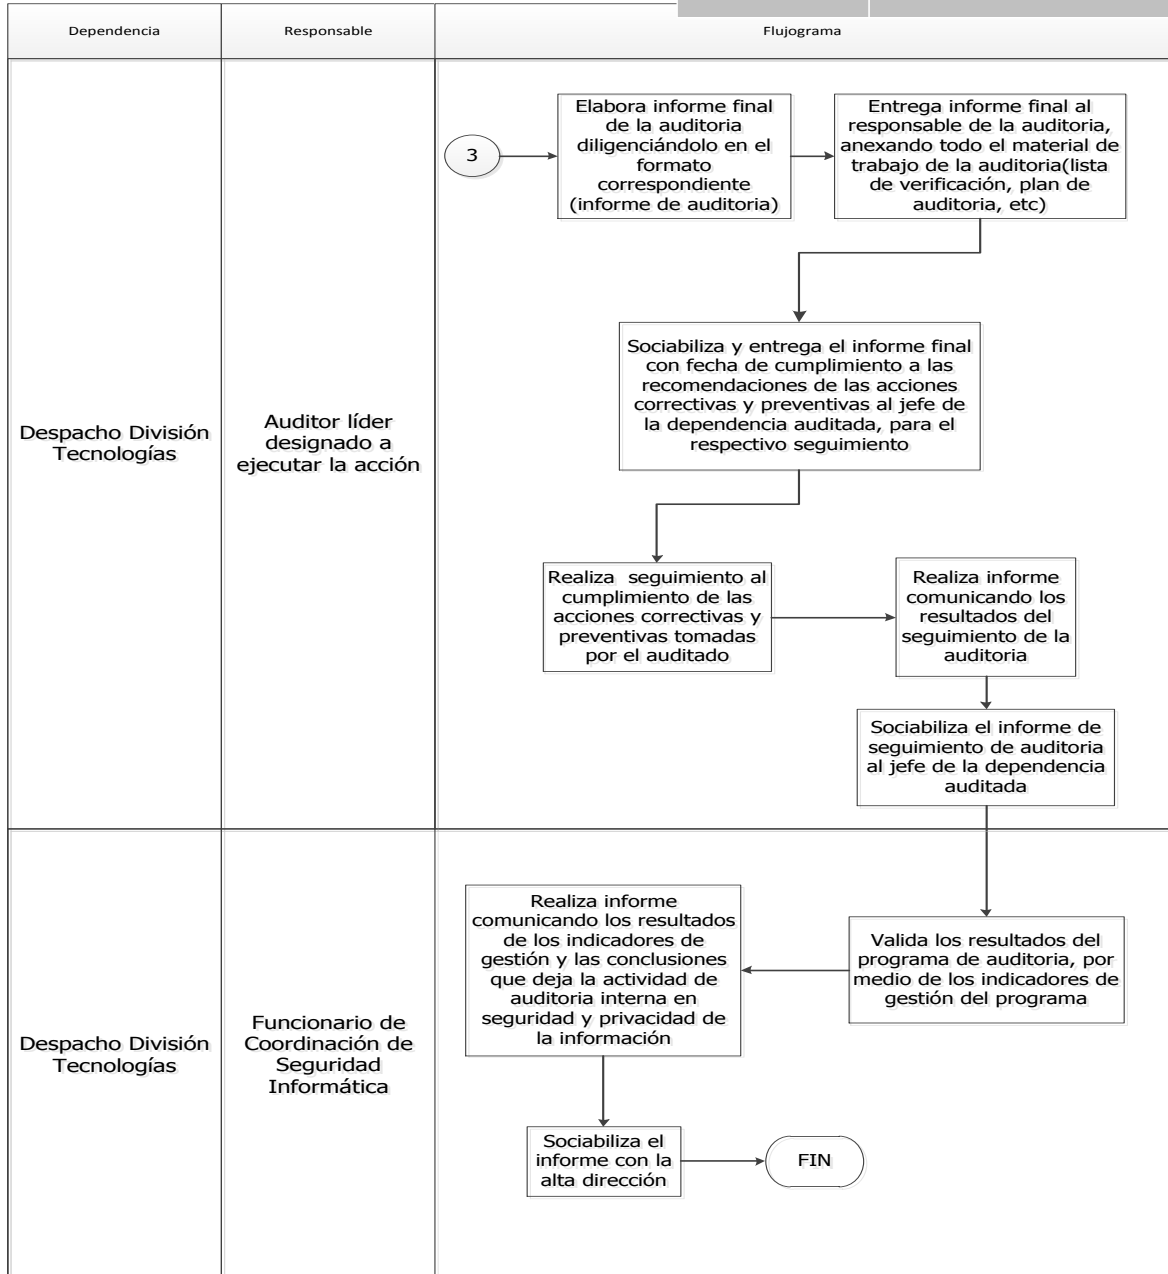 Dependencia
Responsable
Flujograma
Despacho División
Tecnologías
Auditor líder
designado a
ejecutar la acción
3
Elabora informe final
de la auditoria
diligenciándolo en el
formato
correspondiente
(informe de auditoria)
Entrega informe final al
responsable de la auditoria,
anexando todo el material de
trabajo de la auditoria(lista
de verificación, plan de
auditoria, etc)
Sociabiliza y entrega el informe final
con fecha de cumplimiento a las
recomendaciones de las acciones
correctivas y preventivas al jefe de
la dependencia auditada, para el
respectivo seguimiento
Realiza  seguimiento al
cumplimiento de las
acciones correctivas y
preventivas tomadas
por el auditado
Realiza informe
comunicando los
resultados del
seguimiento de la
auditoria
Sociabiliza el informe de
seguimiento de auditoria
al jefe de la dependencia
auditada
Despacho División
Tecnologías
Funcionario de
Coordinación de
Seguridad
Informática
Valida los resultados del
programa de auditoria, por
medio de los indicadores de
gestión del programa
Realiza informe
comunicando los resultados
de los indicadores de
gestión y las conclusiones
que deja la actividad de
auditoria interna en
seguridad y privacidad de
la información
Sociabiliza el
informe con la
alta dirección
FIN